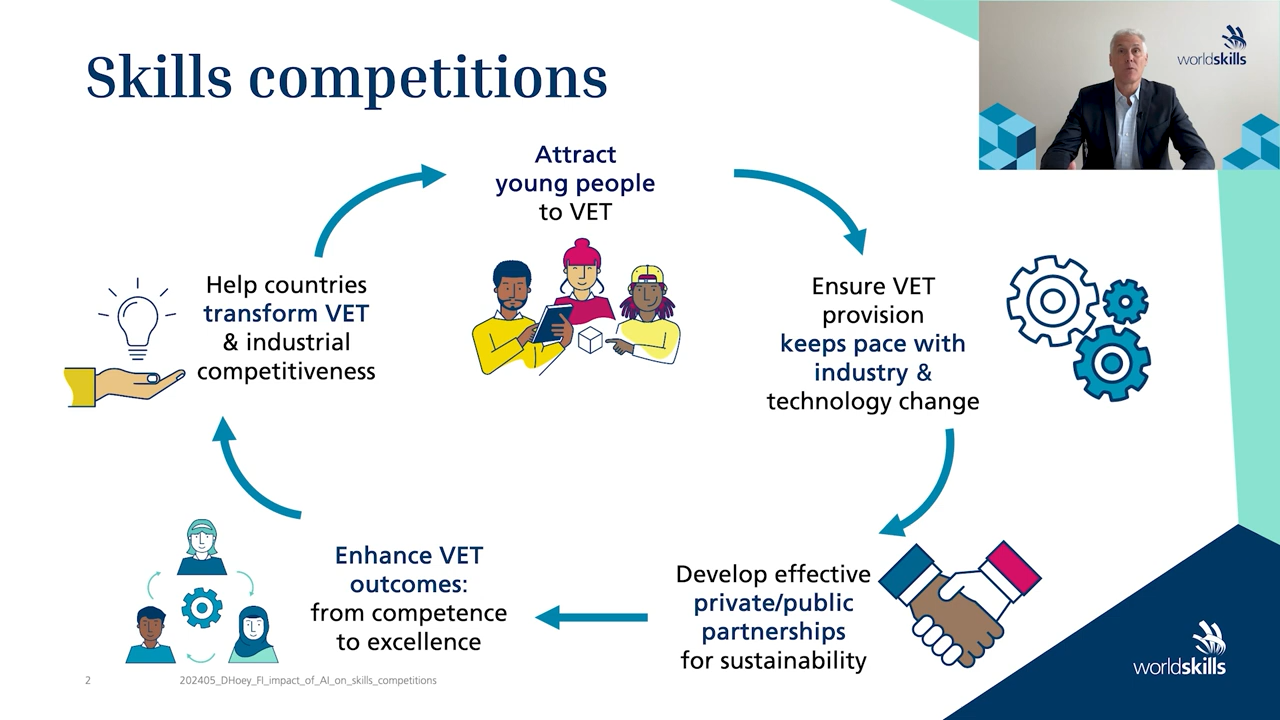 Skills competitions
worldskills
Attract
young people
to VET
Ensure VET
provision
keeps pace with
industry &
technology change
Develop effective
private/public
partnerships
for sustainability
Enhance VET
outcomes:
from competence
to excellence
Help countries
transform VET
& industrial
competitiveness
2
202405_DHoey_FI_impact_of_AI_on_skills_competitions
worldskills